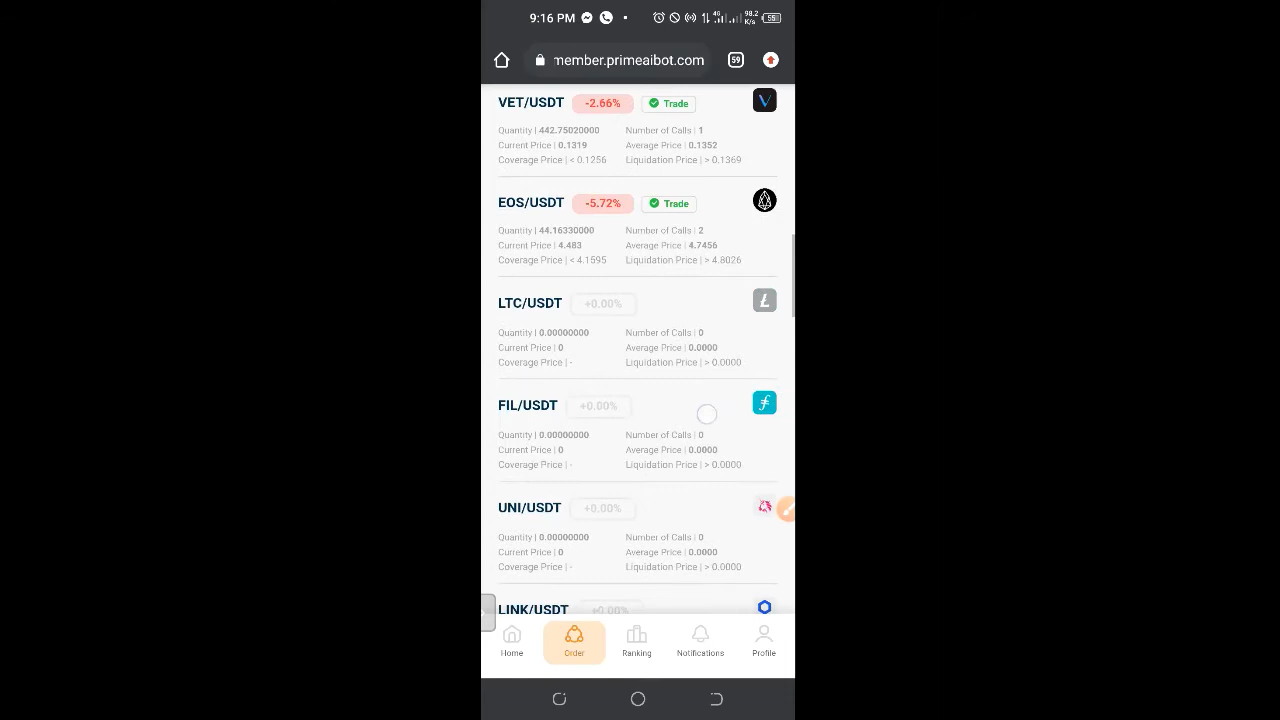 9:16 PM
4G
98.2
K/s
55
member.primeaibot.com
59
VET/USDT -2.66% Trade
Quantity | 442.75020000 Number of Calls | 1
Current Price | 0.1319 Average Price | 0.1352
Coverage Price | < 0.1256 Liquidation Price | > 0.1369
EOS/USDT -5.72% Trade
Quantity | 44.16330000 Number of Calls | 2
Current Price | 4.483 Average Price | 4.7456
Coverage Price | < 4.1595 Liquidation Price | > 4.8026
LTC/USDT +0.00%
Quantity | 0.00000000 Number of Calls | 0
Current Price | 0 Average Price | 0.0000
Coverage Price | - Liquidation Price | > 0.0000
FIL/USDT +0.00%
Quantity | 0.00000000 Number of Calls | 0
Current Price | 0 Average Price | 0.0000
Coverage Price | - Liquidation Price | > 0.0000
UNI/USDT +0.00%
Quantity | 0.00000000 Number of Calls | 0
Current Price | 0 Average Price | 0.0000
Coverage Price | - Liquidation Price | > 0.0000
LINK/USDT +0.00%
Home Order Ranking Notifications Profile